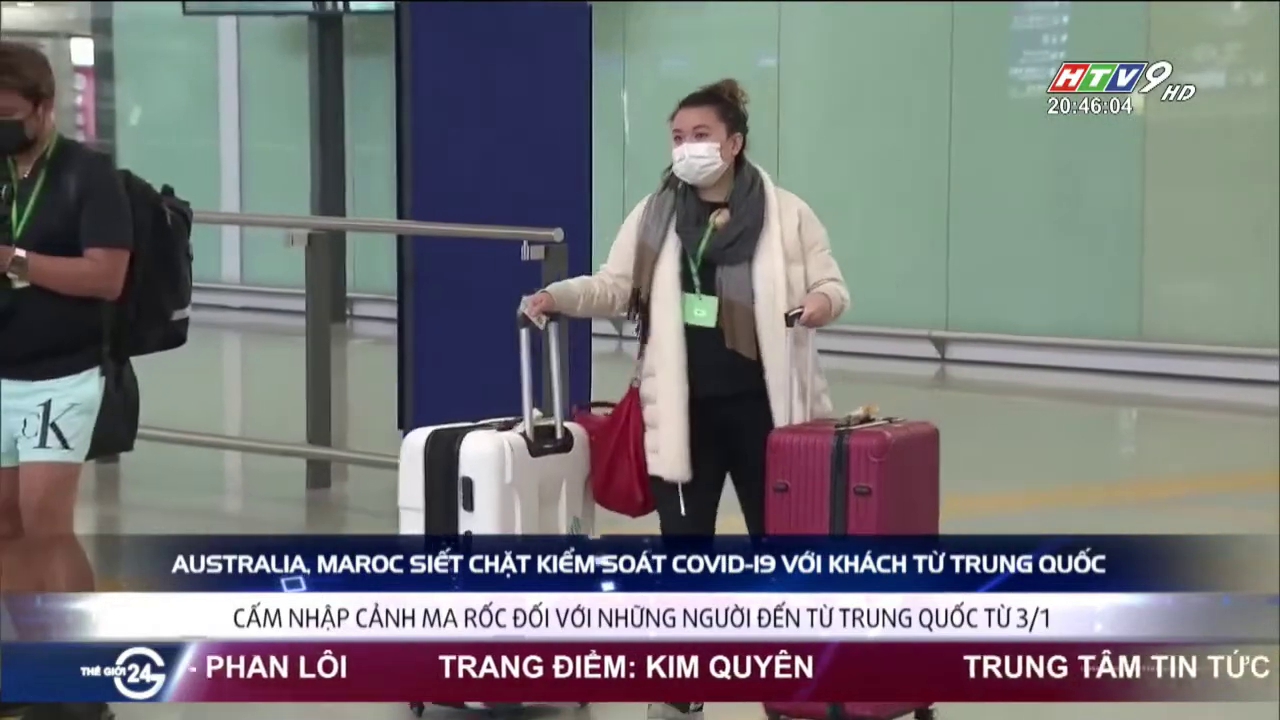 HTV9 HD
20:46:04
CK
AUSTRALIA, MAROC SIẾT CHẶT KIỂM SOÁT COVID-19 VỚI KHÁCH TỪ TRUNG QUỐC
CẤM NHẬP CẢNH MA RỐC ĐỐI VỚI NHỮNG NGƯỜI ĐẾN TỪ TRUNG QUỐC TỪ 3/1
THẾ GIỚI 24G
- PHAN LÔI TRANG ĐIỂM: KIM QUYÊN TRUNG TÂM TIN TỨC